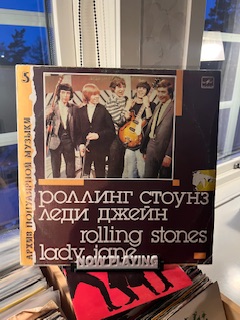 5
АРХИВ ПОПУЛЯРНОЙ МУЗЫКИ
РОЛЛИНГ СТОУНЗ
ЛЕДИ ДЖЕЙН
rolling stones
lady jane
NOW PLAYING